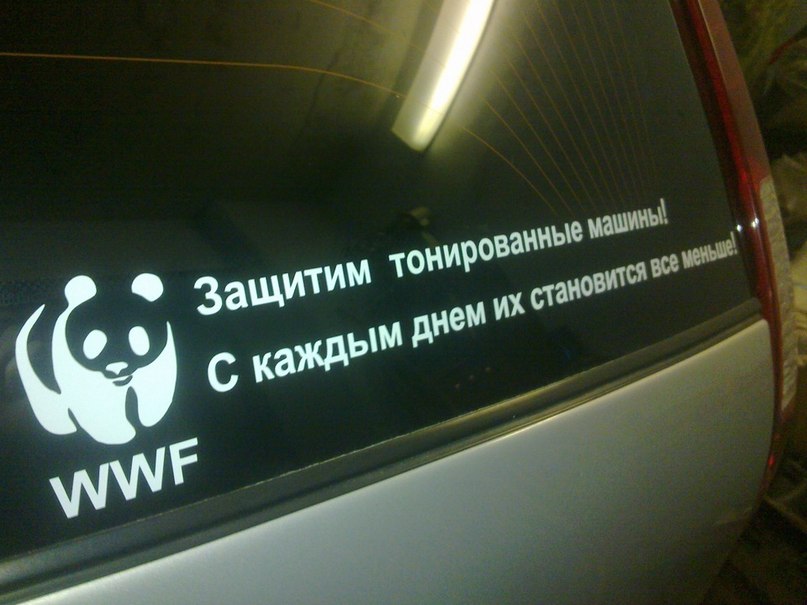 Защитим тонированные машины!
С каждым днем их становится все меньше!
WWF